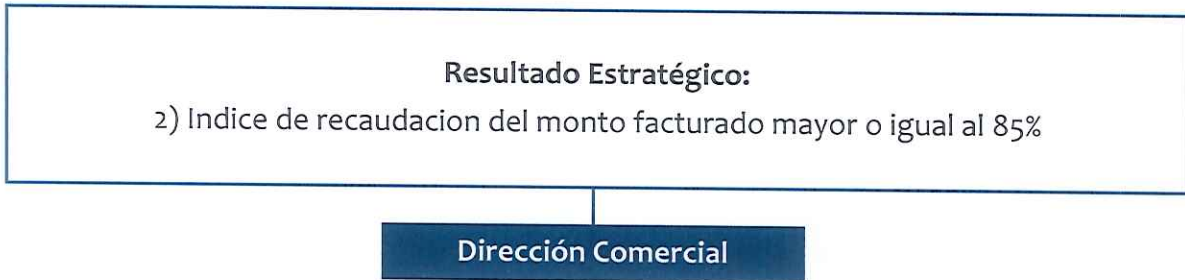 Resultado Estratégico:
2) Indice de recaudacion del monto facturado mayor o igual al 85%
Dirección Comercial